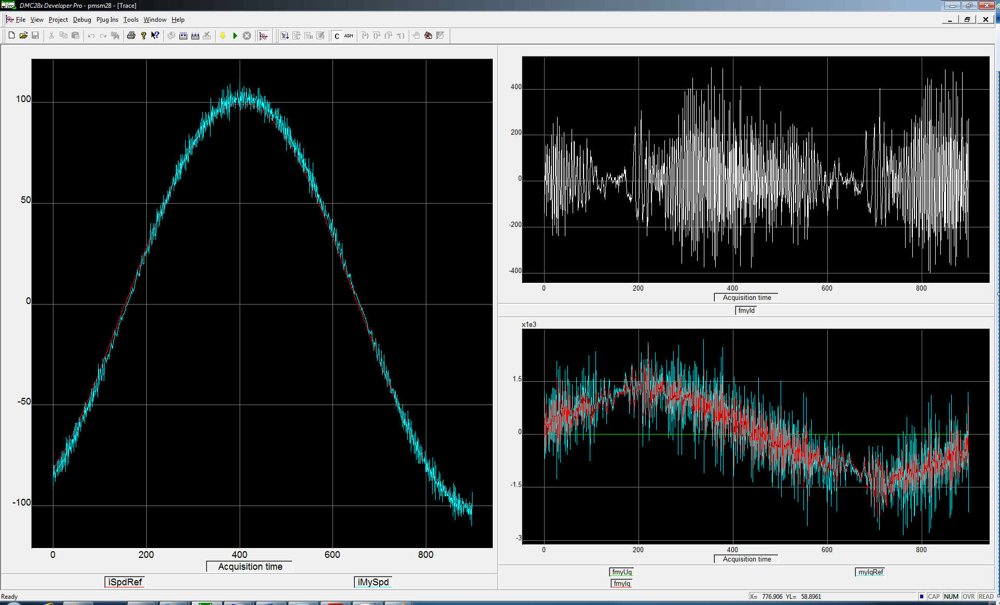 DMC28x Developer Pro - pmsm28 - [Trace]
File View Project Debug Plug Ins Tools Window Help
C ASM
100
50
0
-50
-100
0 200 400 600 800
Acquisition time
iSpdRef iMySpd
400
200
0
-200
-400
0 200 400 600 800
Acquisition time
fmyId
x1e3
1.5
0
-1.5
-3
0 200 400 600 800
Acquisition time
fmyUq myIqRef
fmyIq
Ready X= 776.906 YL= 58.8961 CAP NUM OVR READ